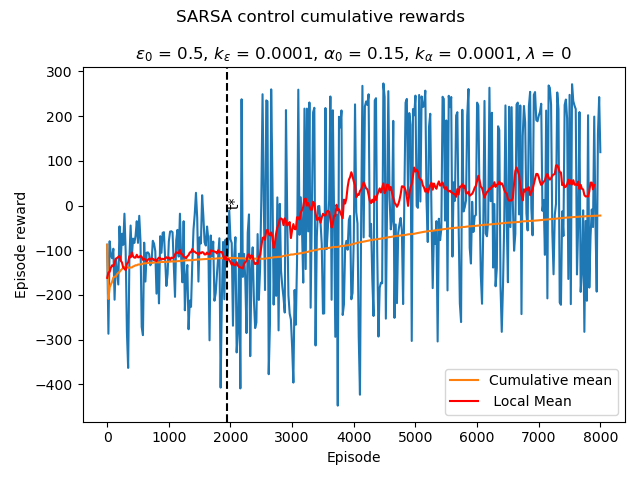 SARSA control cumulative rewards
ε₀ = 0.5, kε = 0.0001, α₀ = 0.15, kα = 0.0001, λ = 0
Episode reward
300
200
100
0
−100
−200
−300
−400
t*
0
1000
2000
3000
4000
5000
6000
7000
8000
Episode
Cumulative mean
Local Mean